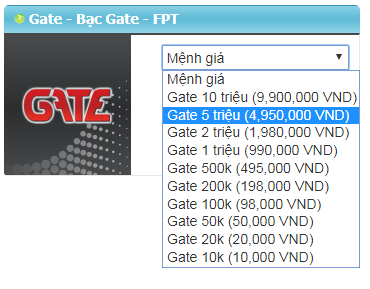 Gate - Bạc Gate - FPT
GATE
Mệnh giá
Mệnh giá
Gate 10 triệu (9,900,000 VND)
Gate 5 triệu (4,950,000 VND)
Gate 2 triệu (1,980,000 VND)
Gate 1 triệu (990,000 VND)
Gate 500k (495,000 VND)
Gate 200k (198,000 VND)
Gate 100k (98,000 VND)
Gate 50k (50,000 VND)
Gate 20k (20,000 VND)
Gate 10k (10,000 VND)